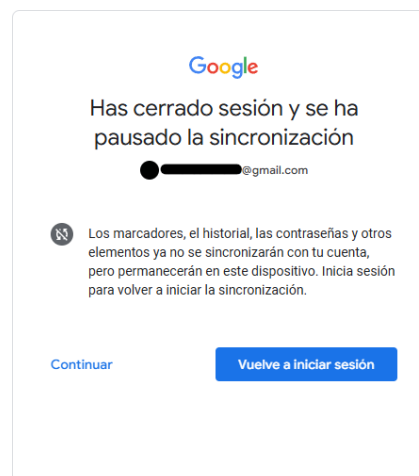 Google
Has cerrado sesión y se ha
pausado la sincronización
@gmail.com
Los marcadores, el historial, las contraseñas y otros
elementos ya no se sincronizarán con tu cuenta,
pero permanecerán en este dispositivo. Inicia sesión
para volver a iniciar la sincronización.
Continuar
Vuelve a iniciar sesión